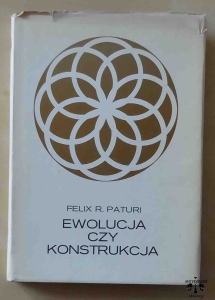 FELIX R. PATURI
EWOLUCJA
CZY
KONSTRUKCJA